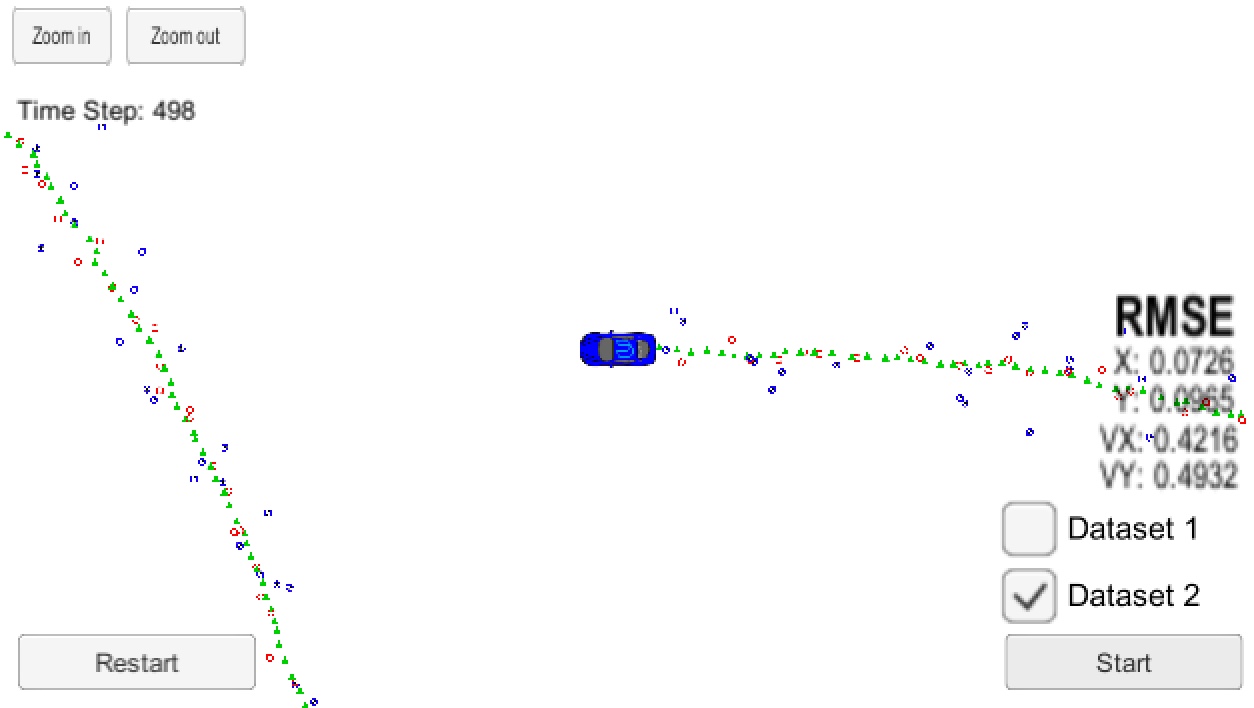 Zoom in
Zoom out
Time Step: 498
RMSE
X: 0.0726
Y: 0.0965
VX: 0.4216
VY: 0.4932
Dataset 1
Dataset 2
Restart
Start